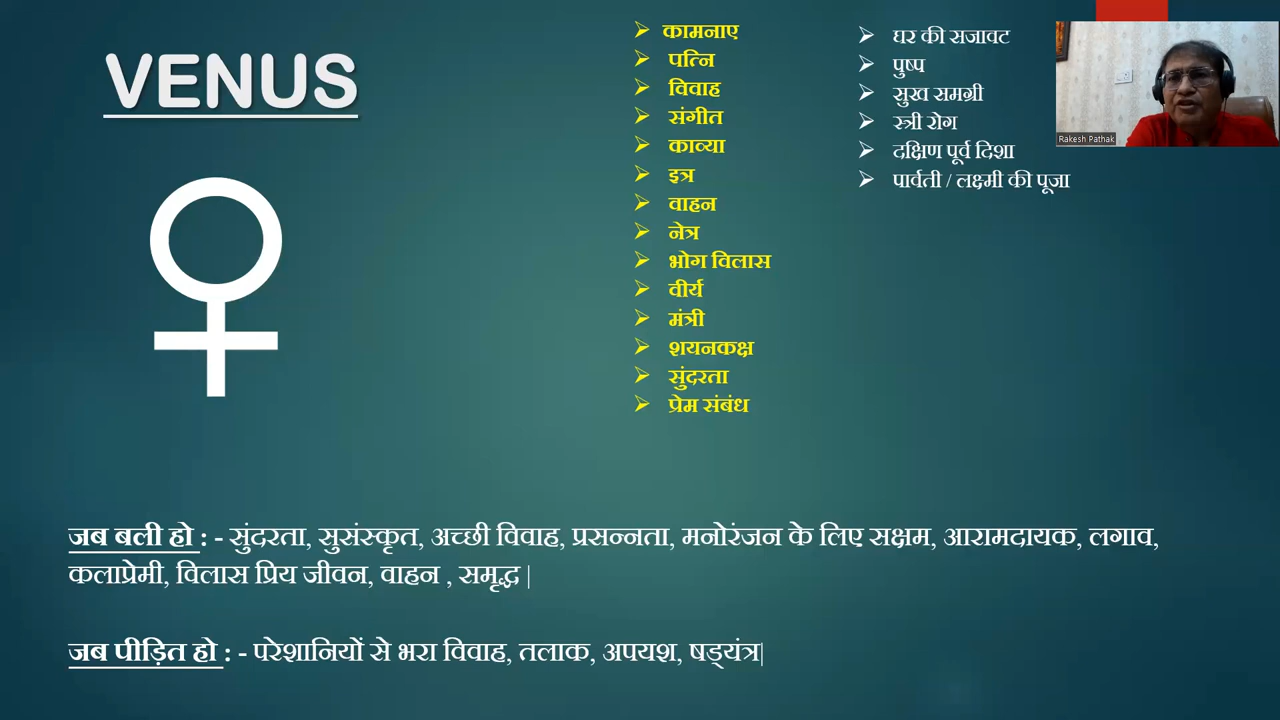 VENUS
कामनाए
पत्नि
विवाह
संगीत
काव्या
इत्र
वाहन
नेत्र
भोग विलास
वीर्य
मंत्री
शयनकक्ष
सुंदरता
प्रेम संबंध
घर की सजावट
पुष्प
सुख समग्री
स्त्री रोग
दक्षिण पूर्व दिशा
पार्वती / लक्ष्मी की पूजा
Rakesh Pathak
जब बली हो : - सुंदरता, सुसंस्कृत, अच्छी विवाह, प्रसन्नता, मनोरंजन के लिए सक्षम, आरामदायक, लगाव,
कलाप्रेमी, विलास प्रिय जीवन, वाहन , समृद्ध |
जब पीड़ित हो : - परेशानियों से भरा विवाह, तलाक, अपयश, षड्यंत्र|